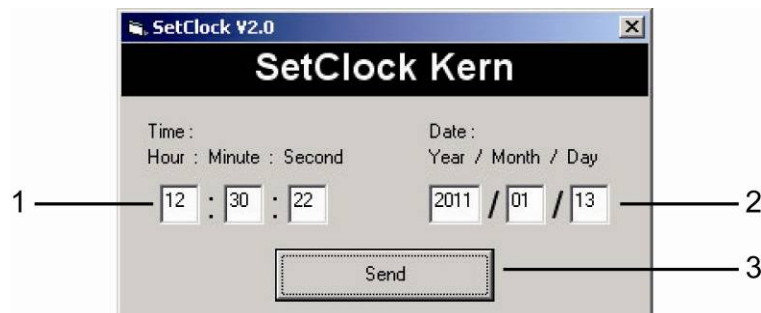 SetClock V2.0
SetClock Kern
Time : Date :
Hour : Minute : Second Year / Month / Day
1 12 : 30 : 22 2011 / 01 / 13 2
Send 3